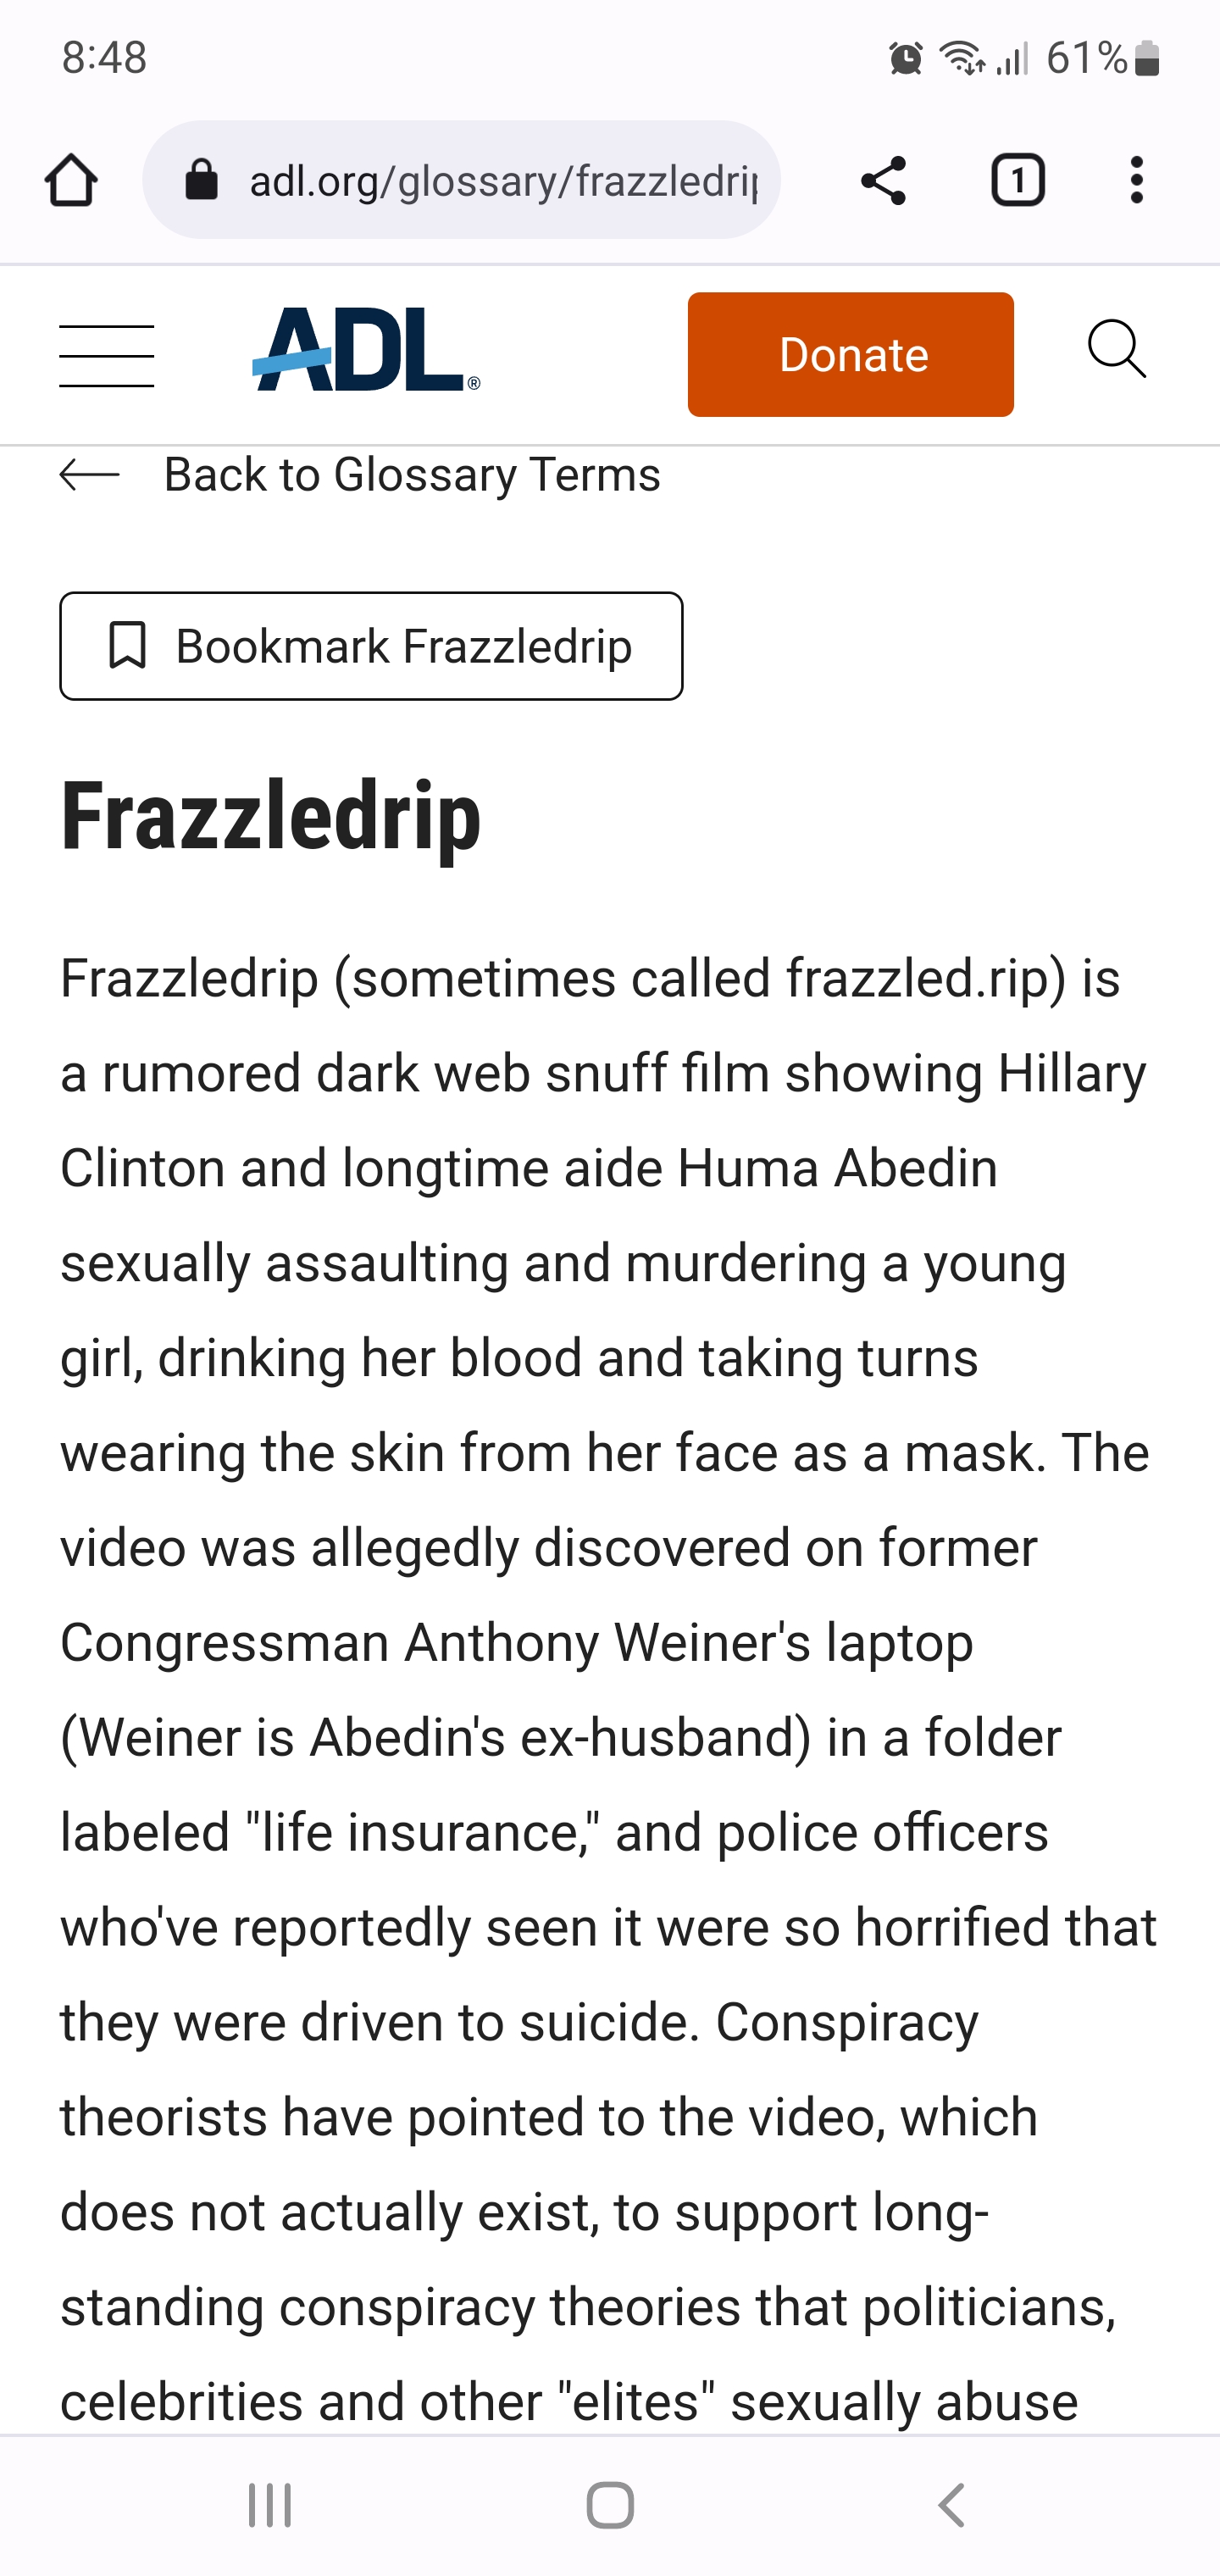 8:48
61%
adl.org/glossary/frazzledrip
1
ADL®
Donate
Back to Glossary Terms
Bookmark Frazzledrip
Frazzledrip
Frazzledrip (sometimes called frazzled.rip) is
a rumored dark web snuff film showing Hillary
Clinton and longtime aide Huma Abedin
sexually assaulting and murdering a young
girl, drinking her blood and taking turns
wearing the skin from her face as a mask. The
video was allegedly discovered on former
Congressman Anthony Weiner's laptop
(Weiner is Abedin's ex-husband) in a folder
labeled "life insurance," and police officers
who've reportedly seen it were so horrified that
they were driven to suicide. Conspiracy
theorists have pointed to the video, which
does not actually exist, to support long-
standing conspiracy theories that politicians,
celebrities and other "elites" sexually abuse